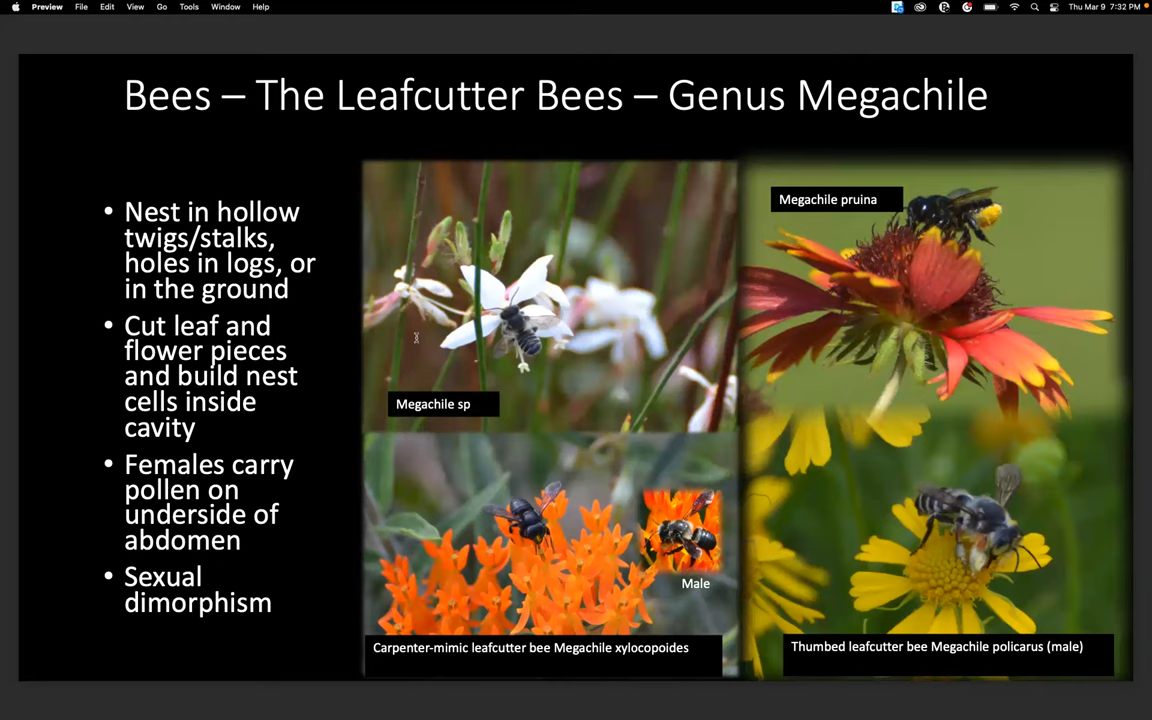 Preview File Edit View Go Tools Window Help Thu Mar 9 7:32 PM
Bees – The Leafcutter Bees – Genus Megachile
• Nest in hollow
twigs/stalks,
holes in logs, or
in the ground
• Cut leaf and
flower pieces
and build nest
cells inside
cavity
• Females carry
pollen on
underside of
abdomen
• Sexual
dimorphism
Megachile sp
Megachile pruina
Male
Carpenter-mimic leafcutter bee Megachile xylocopoides
Thumbed leafcutter bee Megachile policarus (male)